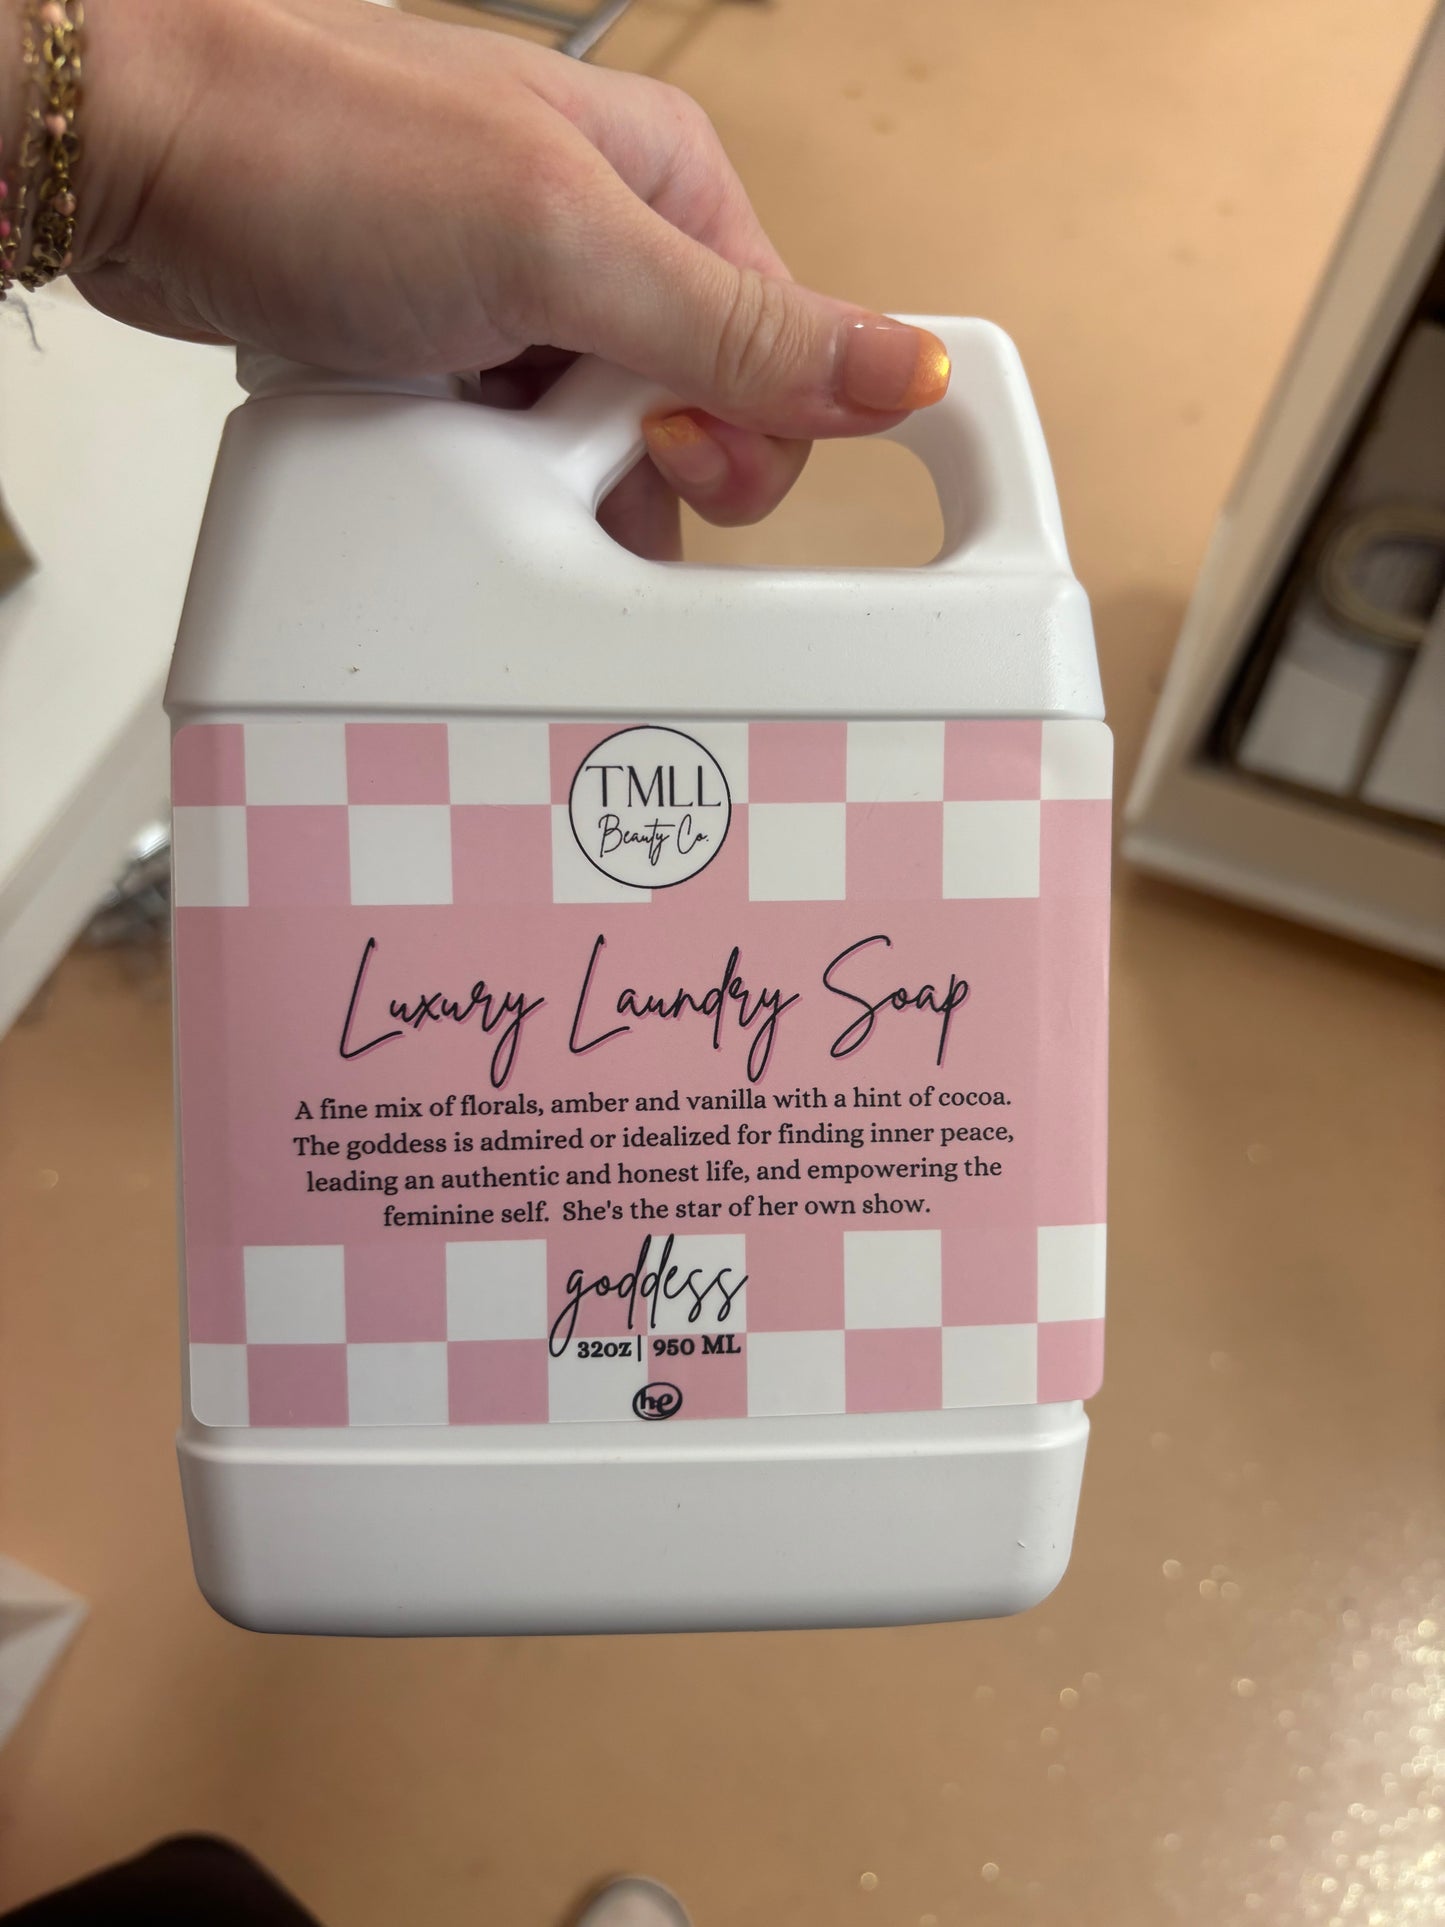 TMLL
Beauty Co.
Luxury Laundry Soap
A fine mix of florals, amber and vanilla with a hint of cocoa.
The goddess is admired or idealized for finding inner peace,
leading an authentic and honest life, and empowering the
feminine self. She's the star of her own show.
goddess
32oz| 950 ML
he